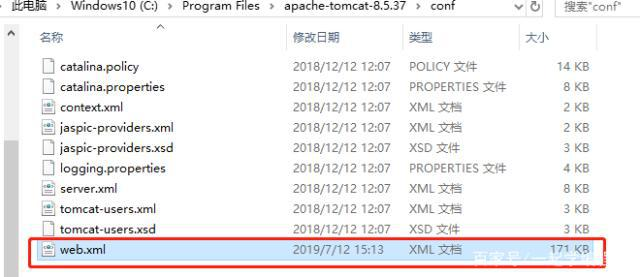 此电脑 › Windows10 (C:) › Program Files › apache-tomcat-8.5.37 › conf 搜索"conf"
名称 修改日期 类型 大小
catalina.policy 2018/12/12 12:07 POLICY 文件 14 KB
catalina.properties 2018/12/12 12:07 PROPERTIES 文件 8 KB
context.xml 2018/12/12 12:07 XML 文档 2 KB
jaspic-providers.xml 2018/12/12 12:07 XML 文档 2 KB
jaspic-providers.xsd 2018/12/12 12:07 XSD 文件 3 KB
logging.properties 2018/12/12 12:07 PROPERTIES 文件 4 KB
server.xml 2018/12/12 12:07 XML 文档 8 KB
tomcat-users.xml 2018/12/12 12:07 XML 文档 3 KB
tomcat-users.xsd 2018/12/12 12:07 XSD 文件 3 KB
web.xml 2019/7/12 15:13 XML 文档 171 KB
百家号/